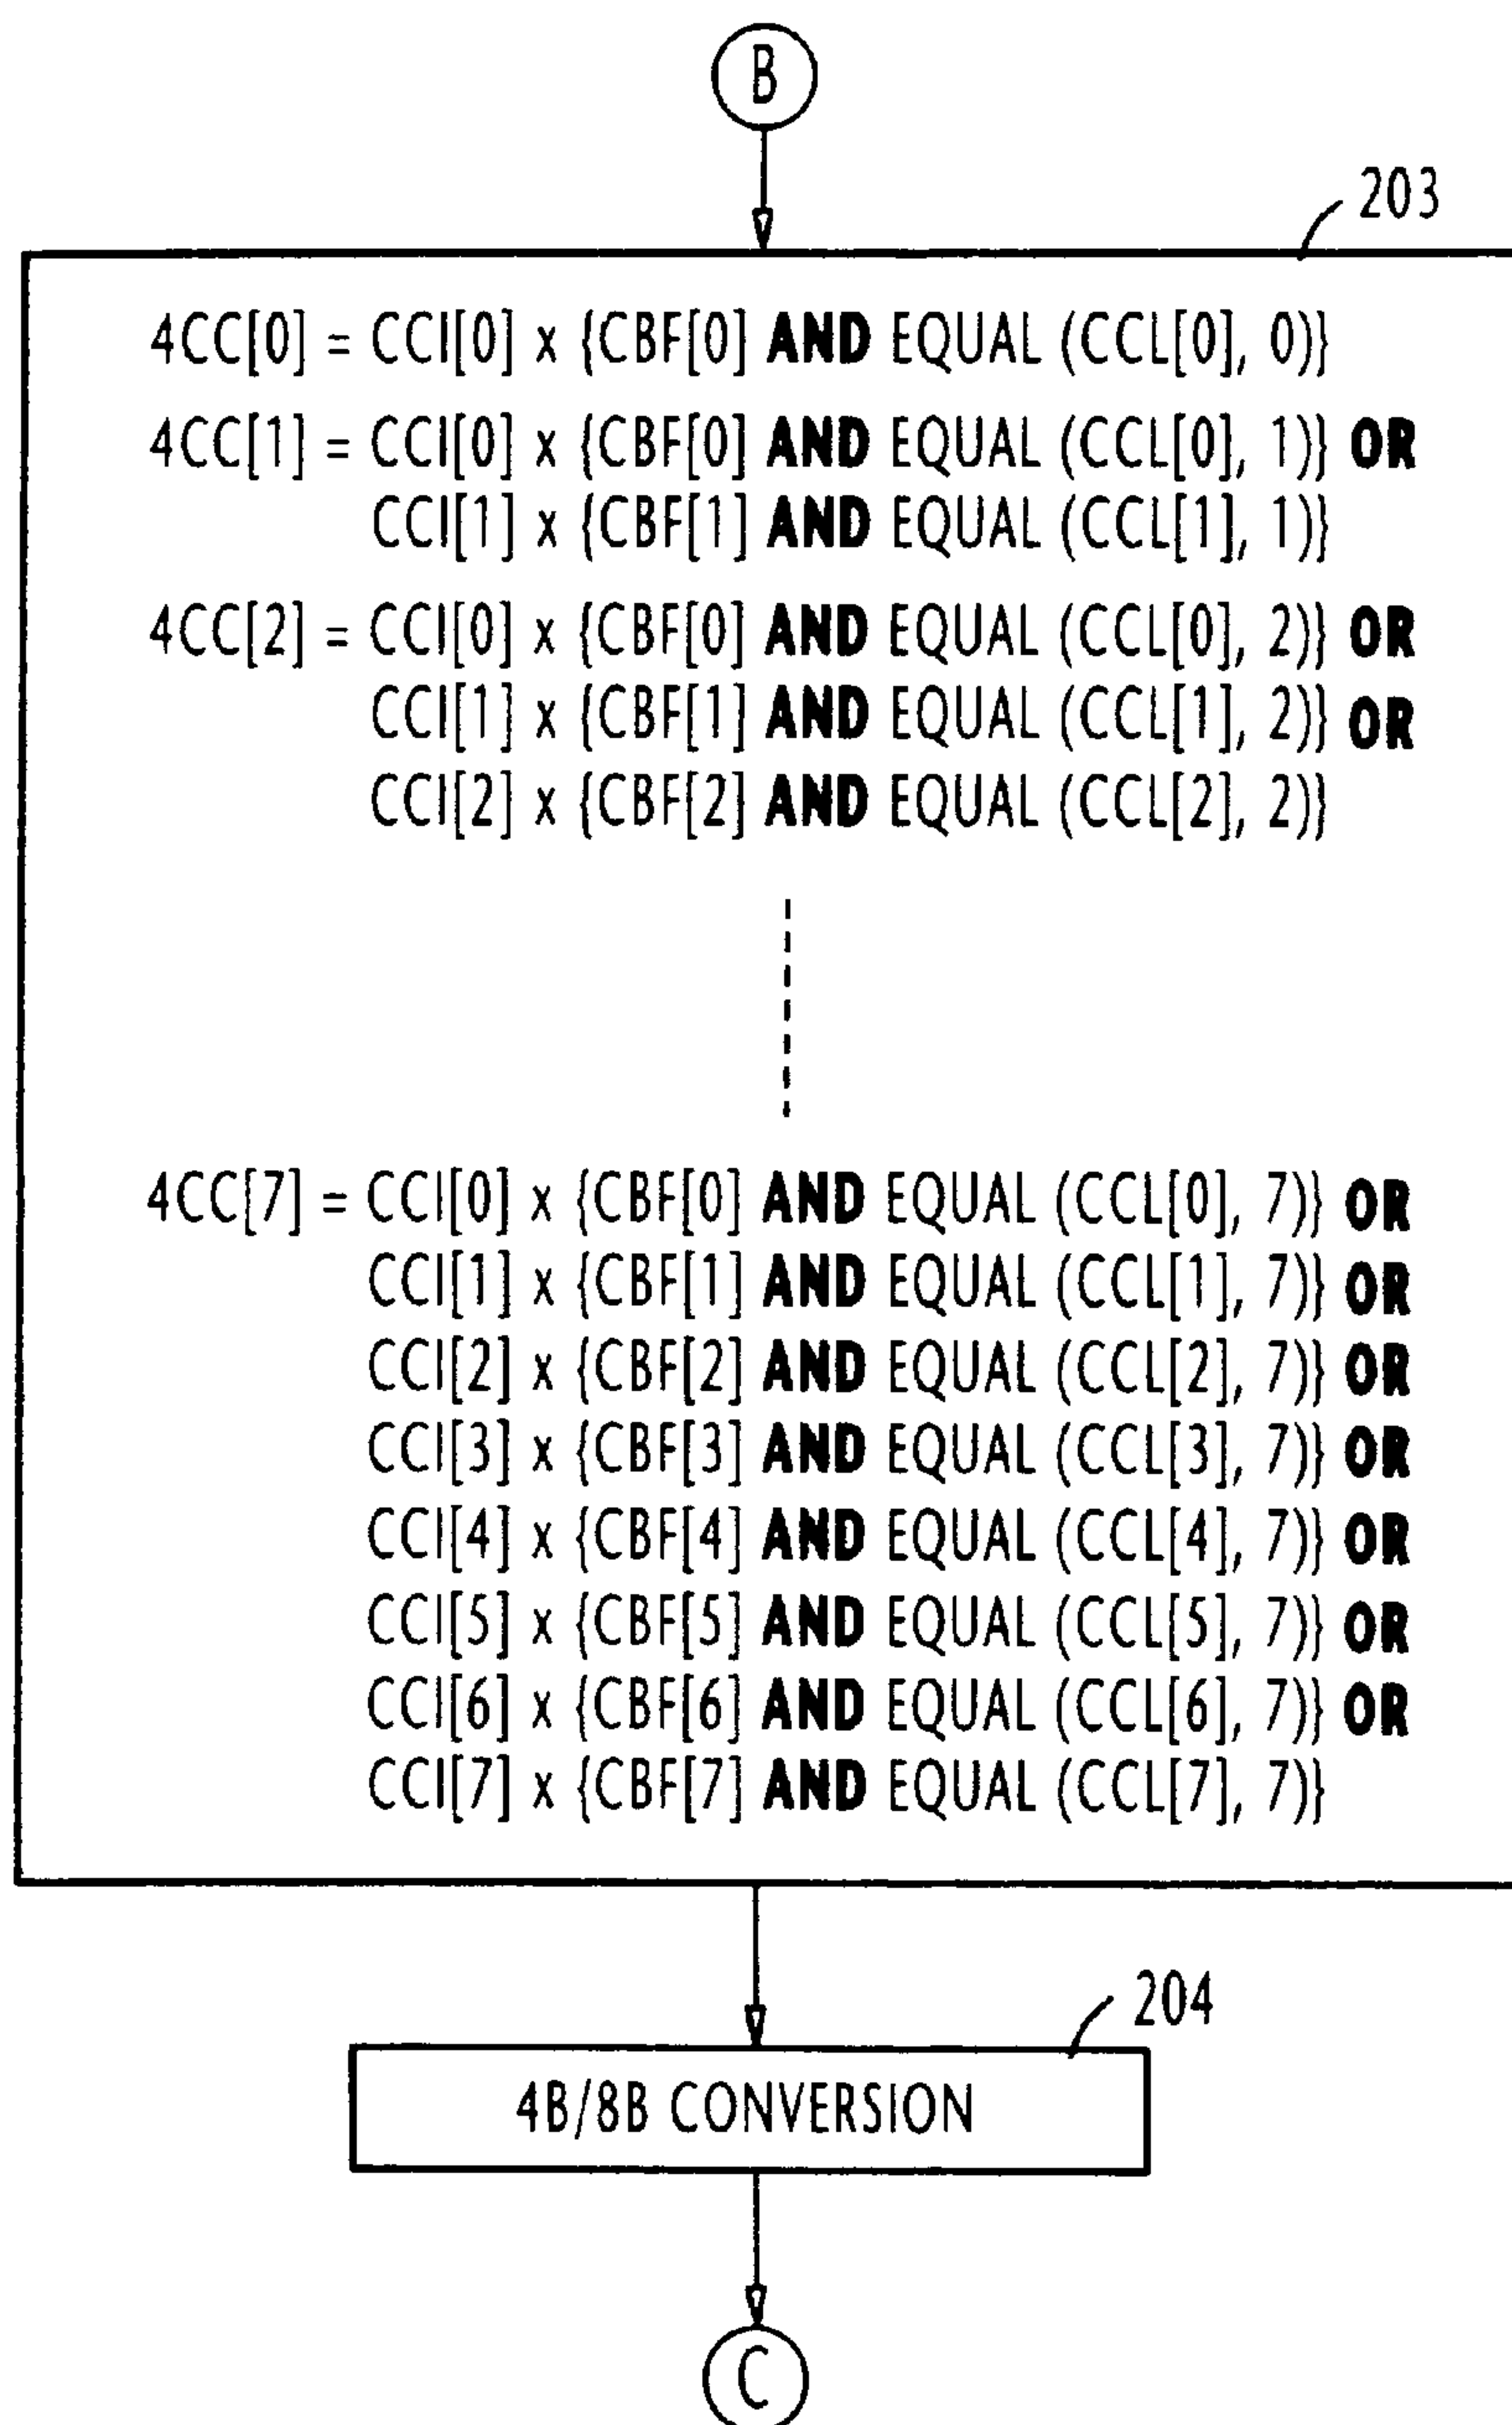 B
203
4CC[0] = CCI[0] x {CBF[0] AND EQUAL (CCL[0], 0)}
4CC[1] = CCI[0] x {CBF[0] AND EQUAL (CCL[0], 1)} OR
CCI[1] x {CBF[1] AND EQUAL (CCL[1], 1)}
4CC[2] = CCI[0] x {CBF[0] AND EQUAL (CCL[0], 2)} OR
CCI[1] x {CBF[1] AND EQUAL (CCL[1], 2)} OR
CCI[2] x {CBF[2] AND EQUAL (CCL[2], 2)}
4CC[7] = CCI[0] x {CBF[0] AND EQUAL (CCL[0], 7)} OR
CCI[1] x {CBF[1] AND EQUAL (CCL[1], 7)} OR
CCI[2] x {CBF[2] AND EQUAL (CCL[2], 7)} OR
CCI[3] x {CBF[3] AND EQUAL (CCL[3], 7)} OR
CCI[4] x {CBF[4] AND EQUAL (CCL[4], 7)} OR
CCI[5] x {CBF[5] AND EQUAL (CCL[5], 7)} OR
CCI[6] x {CBF[6] AND EQUAL (CCL[6], 7)} OR
CCI[7] x {CBF[7] AND EQUAL (CCL[7], 7)}
204
4B/8B CONVERSION
C